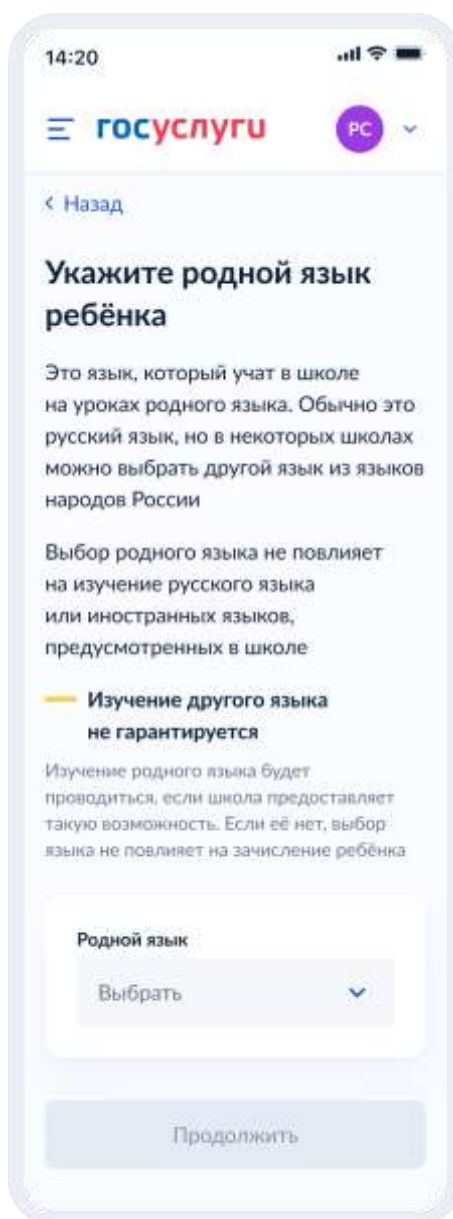 14:20
госуслуги
РС
Назад
Укажите родной язык
ребёнка
Это язык, который учат в школе
на уроках родного языка. Обычно это
русский язык, но в некоторых школах
можно выбрать другой язык из языков
народов России
Выбор родного языка не повлияет
на изучение русского языка
или иностранных языков,
предусмотренных в школе
Изучение другого языка
не гарантируется
Изучение родного языка будет
проводиться, если школа предоставляет
такую возможность. Если её нет, выбор
языка не повлияет на зачисление ребёнка
Родной язык
Выбрать
Продолжить